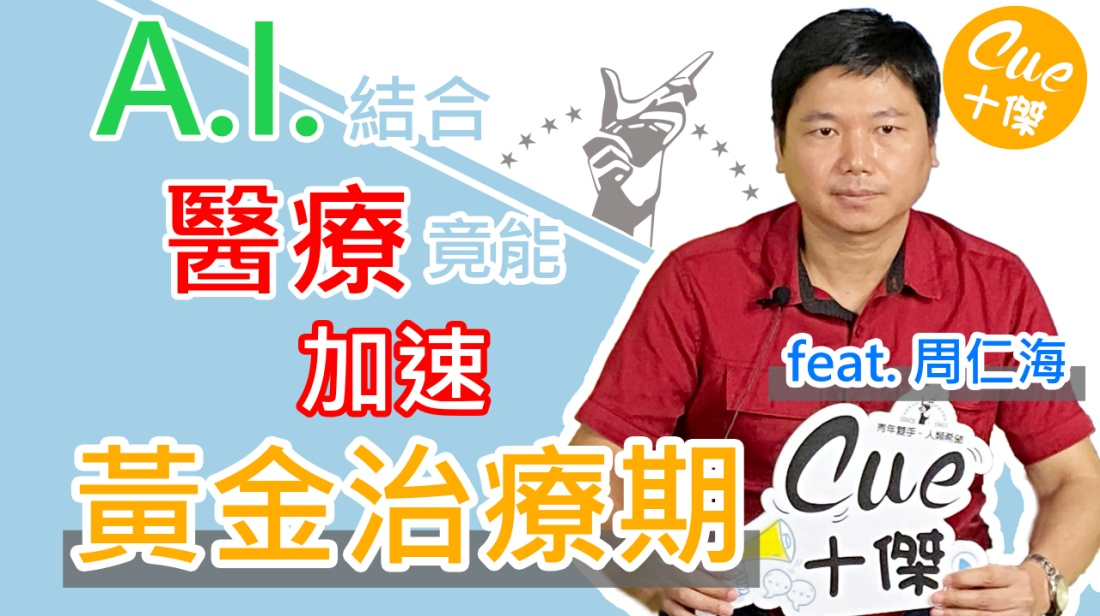 A.I. 結合
醫療 竟能
加速
黃金治療期
Cue
十傑
feat. 周仁海
青年雙手・人類希望
Cue
十傑